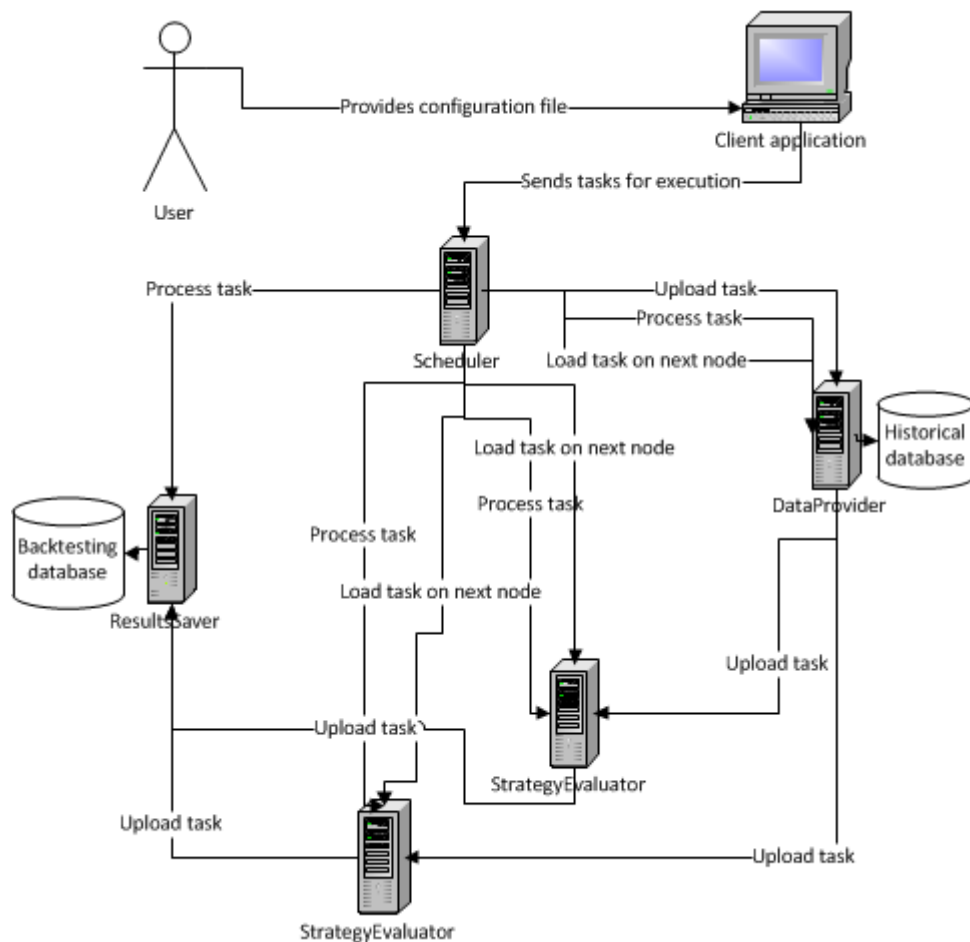 Provides configuration file
Client application
User
Sends tasks for execution
Process task
Upload task
Process task
Scheduler
Load task on next node
Historical
database
Load task on next node
DataProvider
Process task
Process task
Backtesting
database
Load task on next node
ResultsSaver
Upload task
Upload task
StrategyEvaluator
Upload task
Upload task
StrategyEvaluator